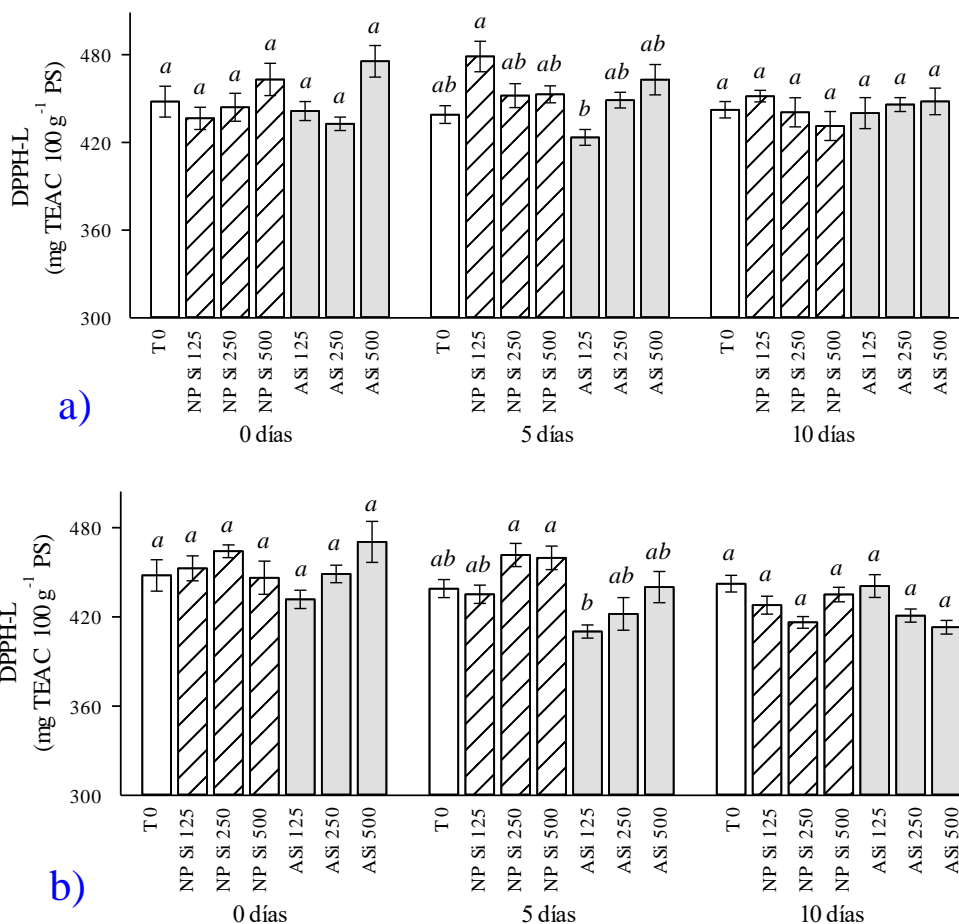 a a a a a a a
ab a ab ab b ab ab
a a a a a a a
480
420
360
300
DPPH-L
(mg TEAC 100 g-1 PS)
T0 NP Si 125 NP Si 250 NP Si 500 ASi 125 ASi 250 ASi 500
T0 NP Si 125 NP Si 250 NP Si 500 ASi 125 ASi 250 ASi 500
T0 NP Si 125 NP Si 250 NP Si 500 ASi 125 ASi 250 ASi 500
0 días 5 días 10 días
a)
a a a a a a a
ab ab a a b ab ab
a a a a a a a
480
420
360
300
DPPH-L
(mg TEAC 100 g-1 PS)
T0 NP Si 125 NP Si 250 NP Si 500 ASi 125 ASi 250 ASi 500
T0 NP Si 125 NP Si 250 NP Si 500 ASi 125 ASi 250 ASi 500
T0 NP Si 125 NP Si 250 NP Si 500 ASi 125 ASi 250 ASi 500
0 días 5 días 10 días
b)